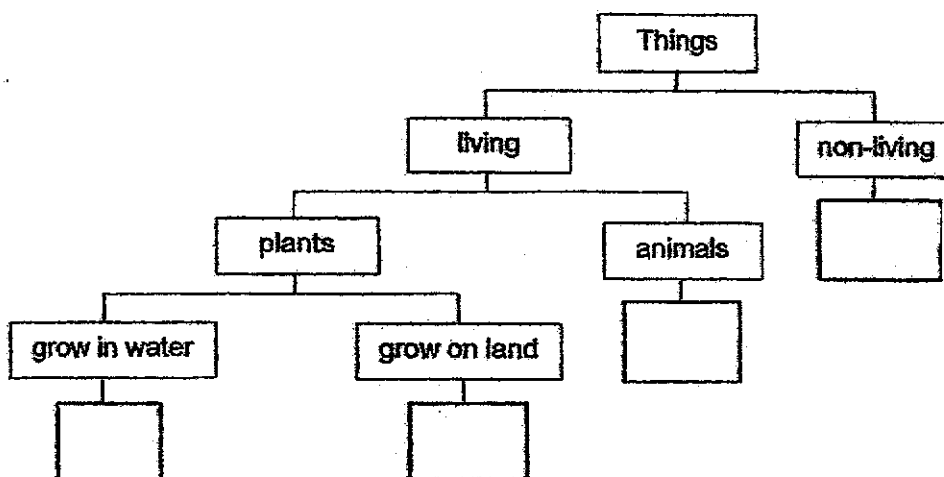 Things
living
non-living
plants
animals
grow in water
grow on land